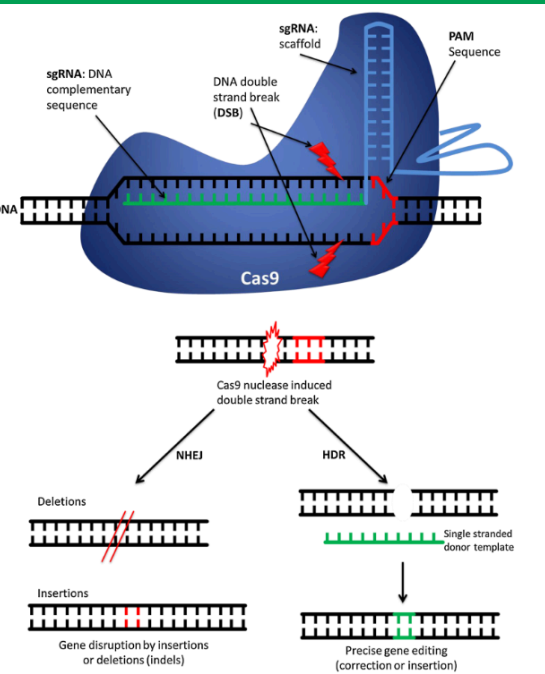 sgRNA:
scaffold
PAM
Sequence
sgRNA: DNA
complementary
sequence
DNA double
strand break
(DSB)
DNA
Cas9
Cas9 nuclease induced
double strand break
NHEJ
HDR
Deletions
Single stranded
donor template
Insertions
Gene disruption by insertions
or deletions (indels)
Precise gene editing
(correction or insertion)